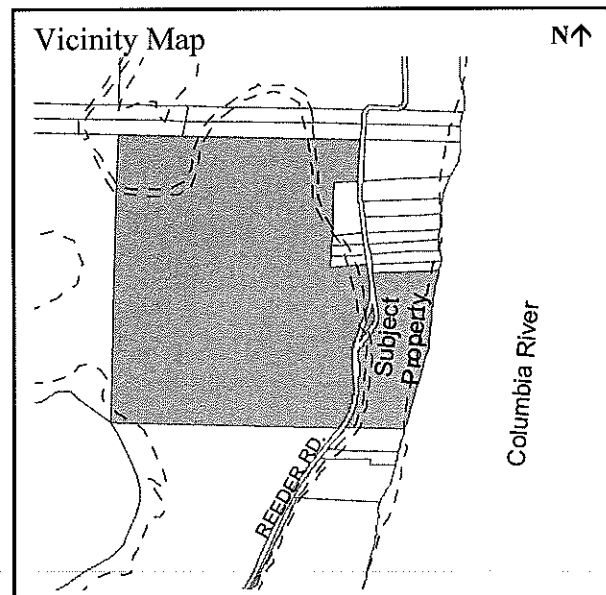 Vicinity Map
N↑
Subject
Property
Columbia River
REEDER RD.